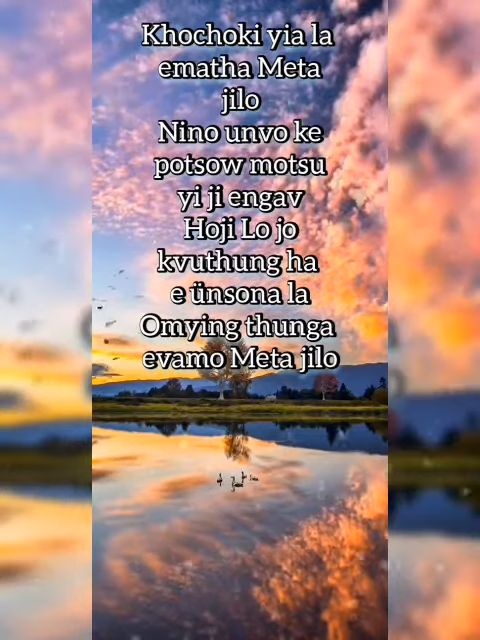 Khochoki yia la
ematha Meta
jilo
Nino unvo ke
potsow motsu
yi ji engav
Hoji Lo jo
kvuthung ha
e ünsona la
Omying thunga
evamo Meta jilo